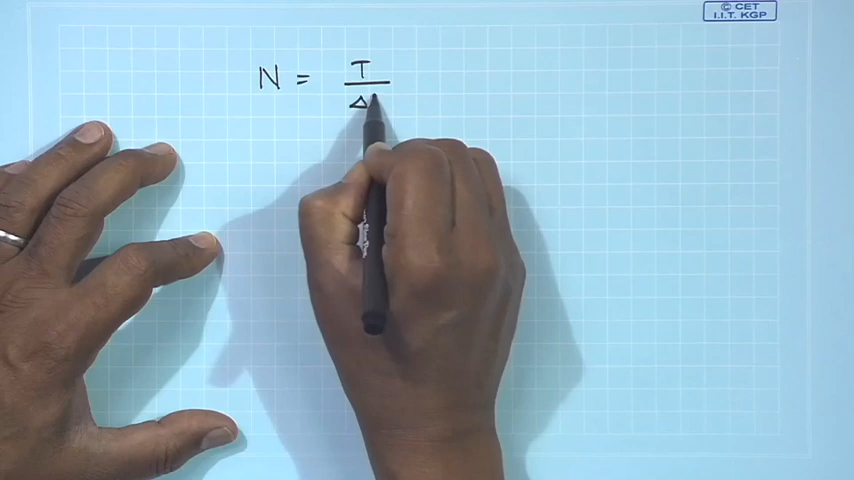 © CET
I.I.T. KGP
N = T / Δ